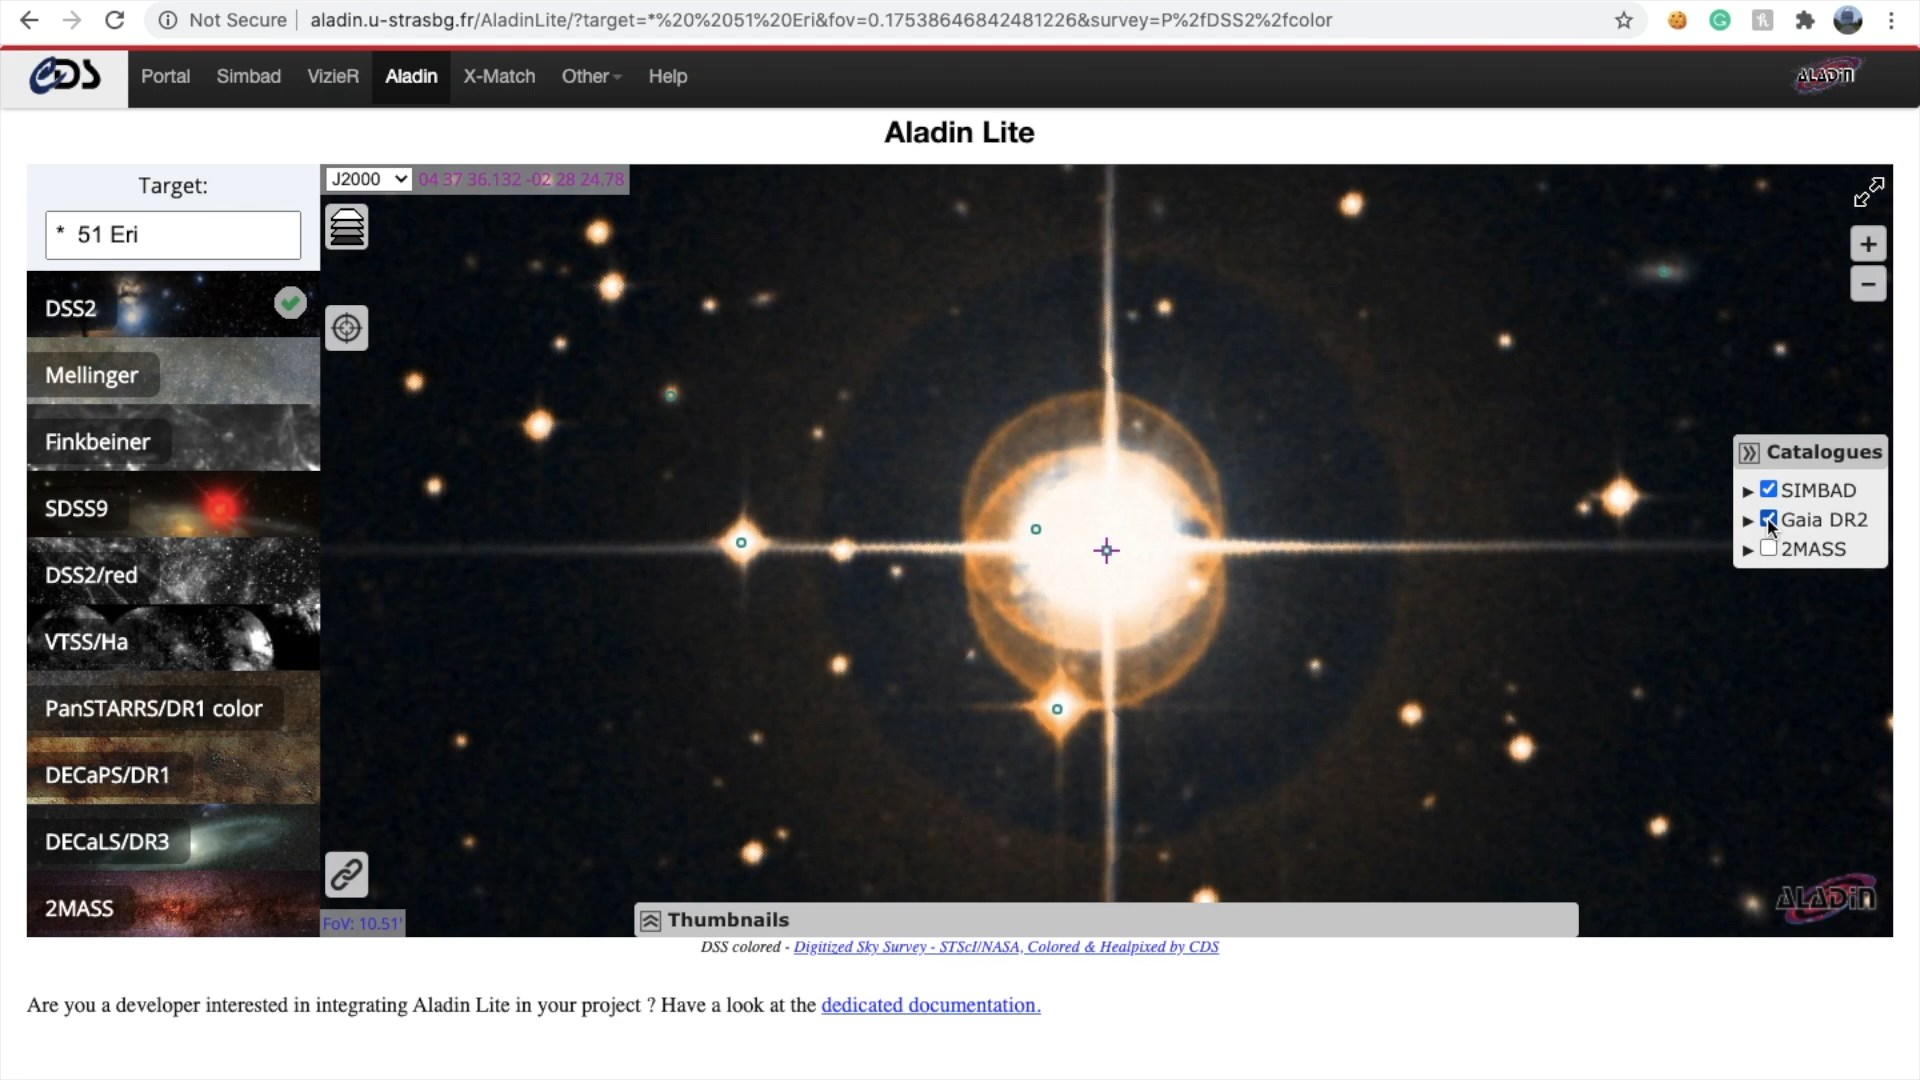 Not Secure
aladin.u-strasbg.fr/AladinLite/?target=*%20%2051%20Eri&fov=0.17538646842481226&survey=P%2fDSS2%2fcolor
CDS
Portal
Simbad
VizieR
Aladin
X-Match
Other
Help
ALADIN
Aladin Lite
Target:
* 51 Eri
J2000
04 37 36.132 -02 28 24.78
DSS2
Mellinger
Finkbeiner
SDSS9
DSS2/red
VTSS/Ha
PanSTARRS/DR1 color
DECaPS/DR1
DECaLS/DR3
2MASS
+
−
Catalogues
SIMBAD
Gaia DR2
2MASS
ALADIN
FoV: 10.51'
Thumbnails
DSS colored - Digitized Sky Survey - STScI/NASA, Colored & Healpixed by CDS
Are you a developer interested in integrating Aladin Lite in your project ? Have a look at the dedicated documentation.